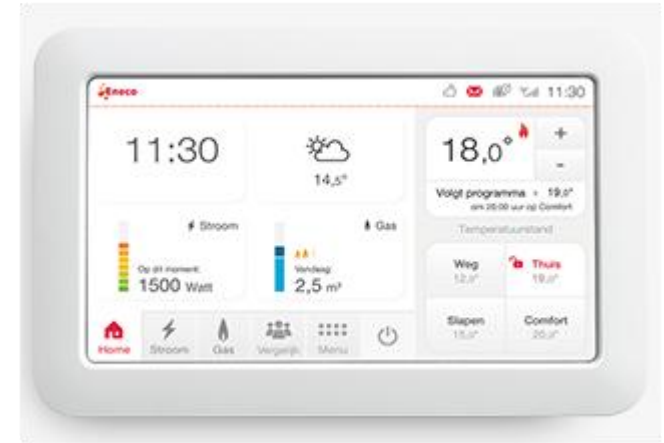 Eneco
11:30
11:30
14,5°
18,0°
+
-
Volgt programma 19,0°
om 20:00 uur op Comfort
Temperatuurstand
Stroom
Op dit moment:
1500 Watt
Gas
Vandaag:
2,5 m³
Weg
12,0°
Thuis
19,0°
Slapen
15,0°
Comfort
20,0°
Home
Stroom
Gas
Vergelijk
Menu